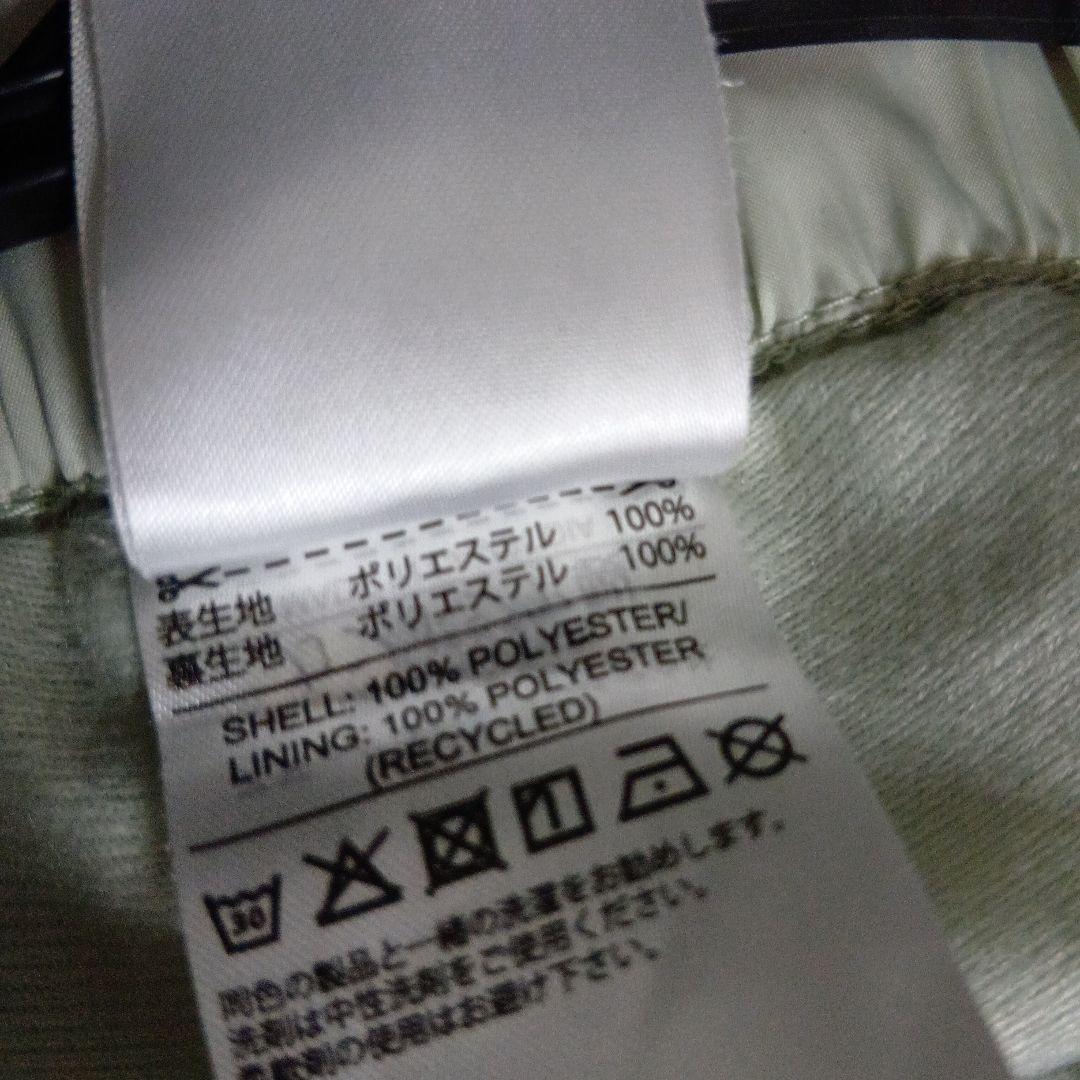 表生地 ポリエステル 100%
裏生地 ポリエステル 100%
SHELL: 100% POLYESTER/
LINING: 100% POLYESTER
(RECYCLED)
30
同色の製品と一緒の洗濯をお勧めします。
洗剤は中性洗剤をご使用ください。
柔軟剤の使用はお避け下さい。